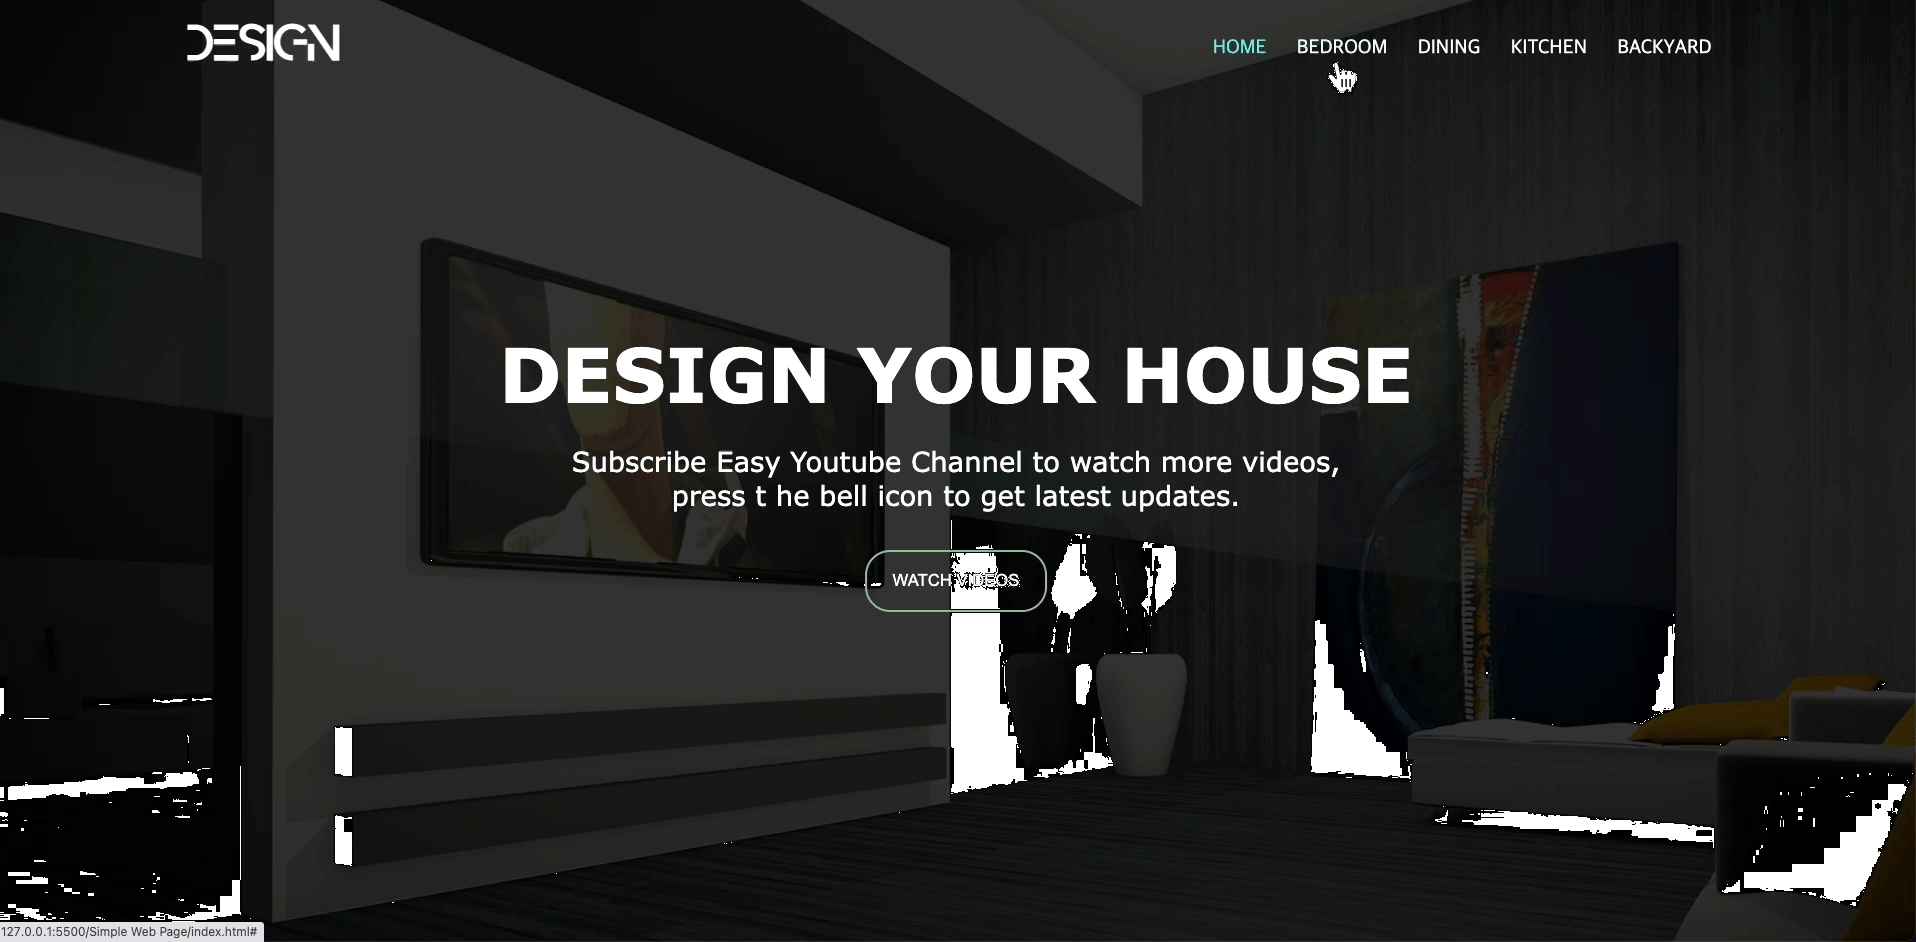 DESIGN
HOME BEDROOM DINING KITCHEN BACKYARD
DESIGN YOUR HOUSE
Subscribe Easy Youtube Channel to watch more videos,
press t he bell icon to get latest updates.
WATCH VIDEOS
127.0.0.1:5500/Simple Web Page/index.html#